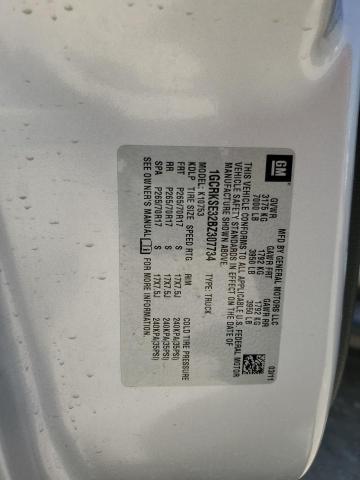 GM
MFD BY GENERAL MOTORS LLC 03/11
GVWR GAWR FRT GAWR RR
3175 KG 1792 KG 1792 KG
7000 LB 3950 LB 3950 LB
THIS VEHICLE CONFORMS TO ALL APPLICABLE U.S. FEDERAL MOTOR
VEHICLE SAFETY STANDARDS IN EFFECT ON THE DATE OF
MANUFACTURE SHOWN ABOVE.
1GCRKSE32BZ307734 TYPE: TRUCK
MODEL: K10753
KDLP TIRE SIZE SPEED RTG RIM COLD TIRE PRESSURE
FRT P265/70R17 S 17X7.5J 240KPA(35PSI)
RR P265/70R17 S 17X7.5J 240KPA(35PSI)
SPA P265/70R17 S 17X7.5J 240KPA(35PSI)
SEE OWNER'S MANUAL FOR MORE INFORMATION